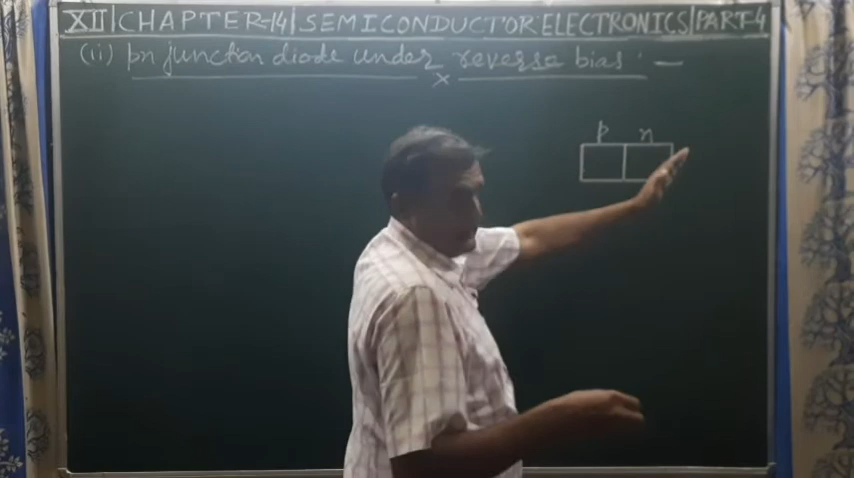 XII|CHAPTER-14|SEMICONDUCTOR ELECTRONICS|PART-4
(ii) pn junction diode under reverse bias :—
p n